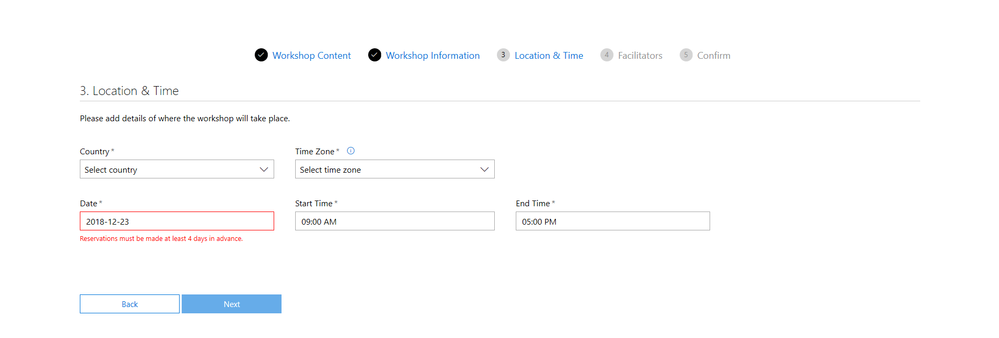 Workshop Content Workshop Information 3 Location & Time 4 Facilitators 5 Confirm
3. Location & Time
Please add details of where the workshop will take place.
Country * Time Zone *
Select country Select time zone
Date * Start Time * End Time *
2018-12-23 09:00 AM 05:00 PM
Reservations must be made at least 4 days in advance.
Back Next